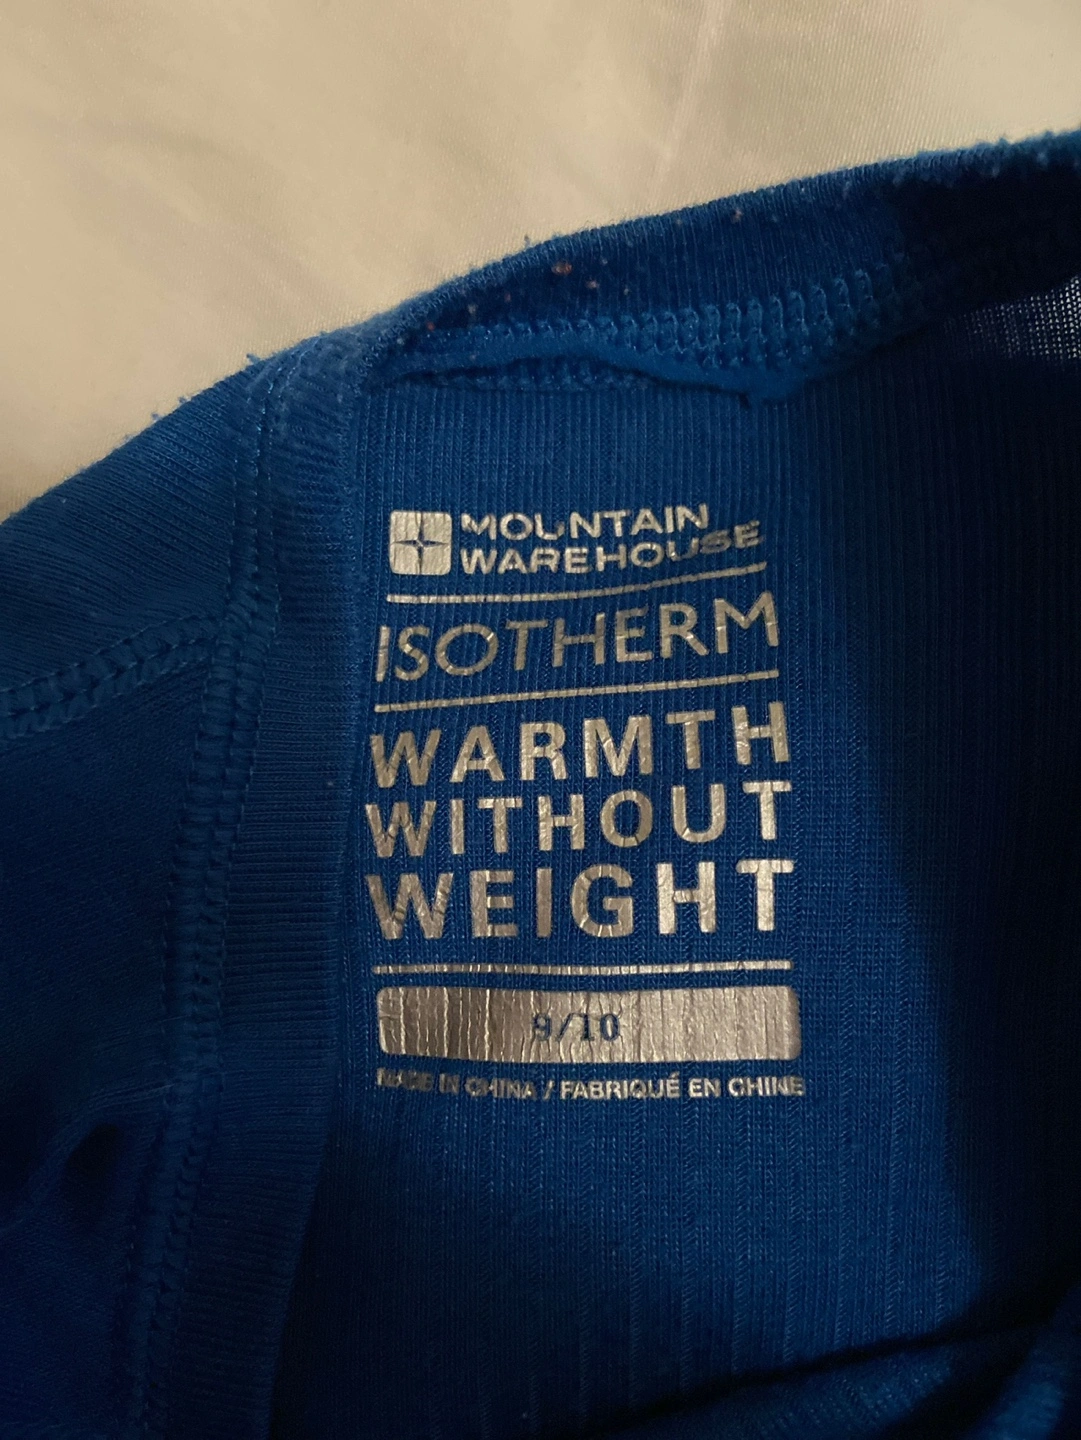 MOUNTAIN
WAREHOUSE
ISOTHERM
WARMTH
WITHOUT
WEIGHT
9/10
MADE IN CHINA / FABRIQUÉ EN CHINE